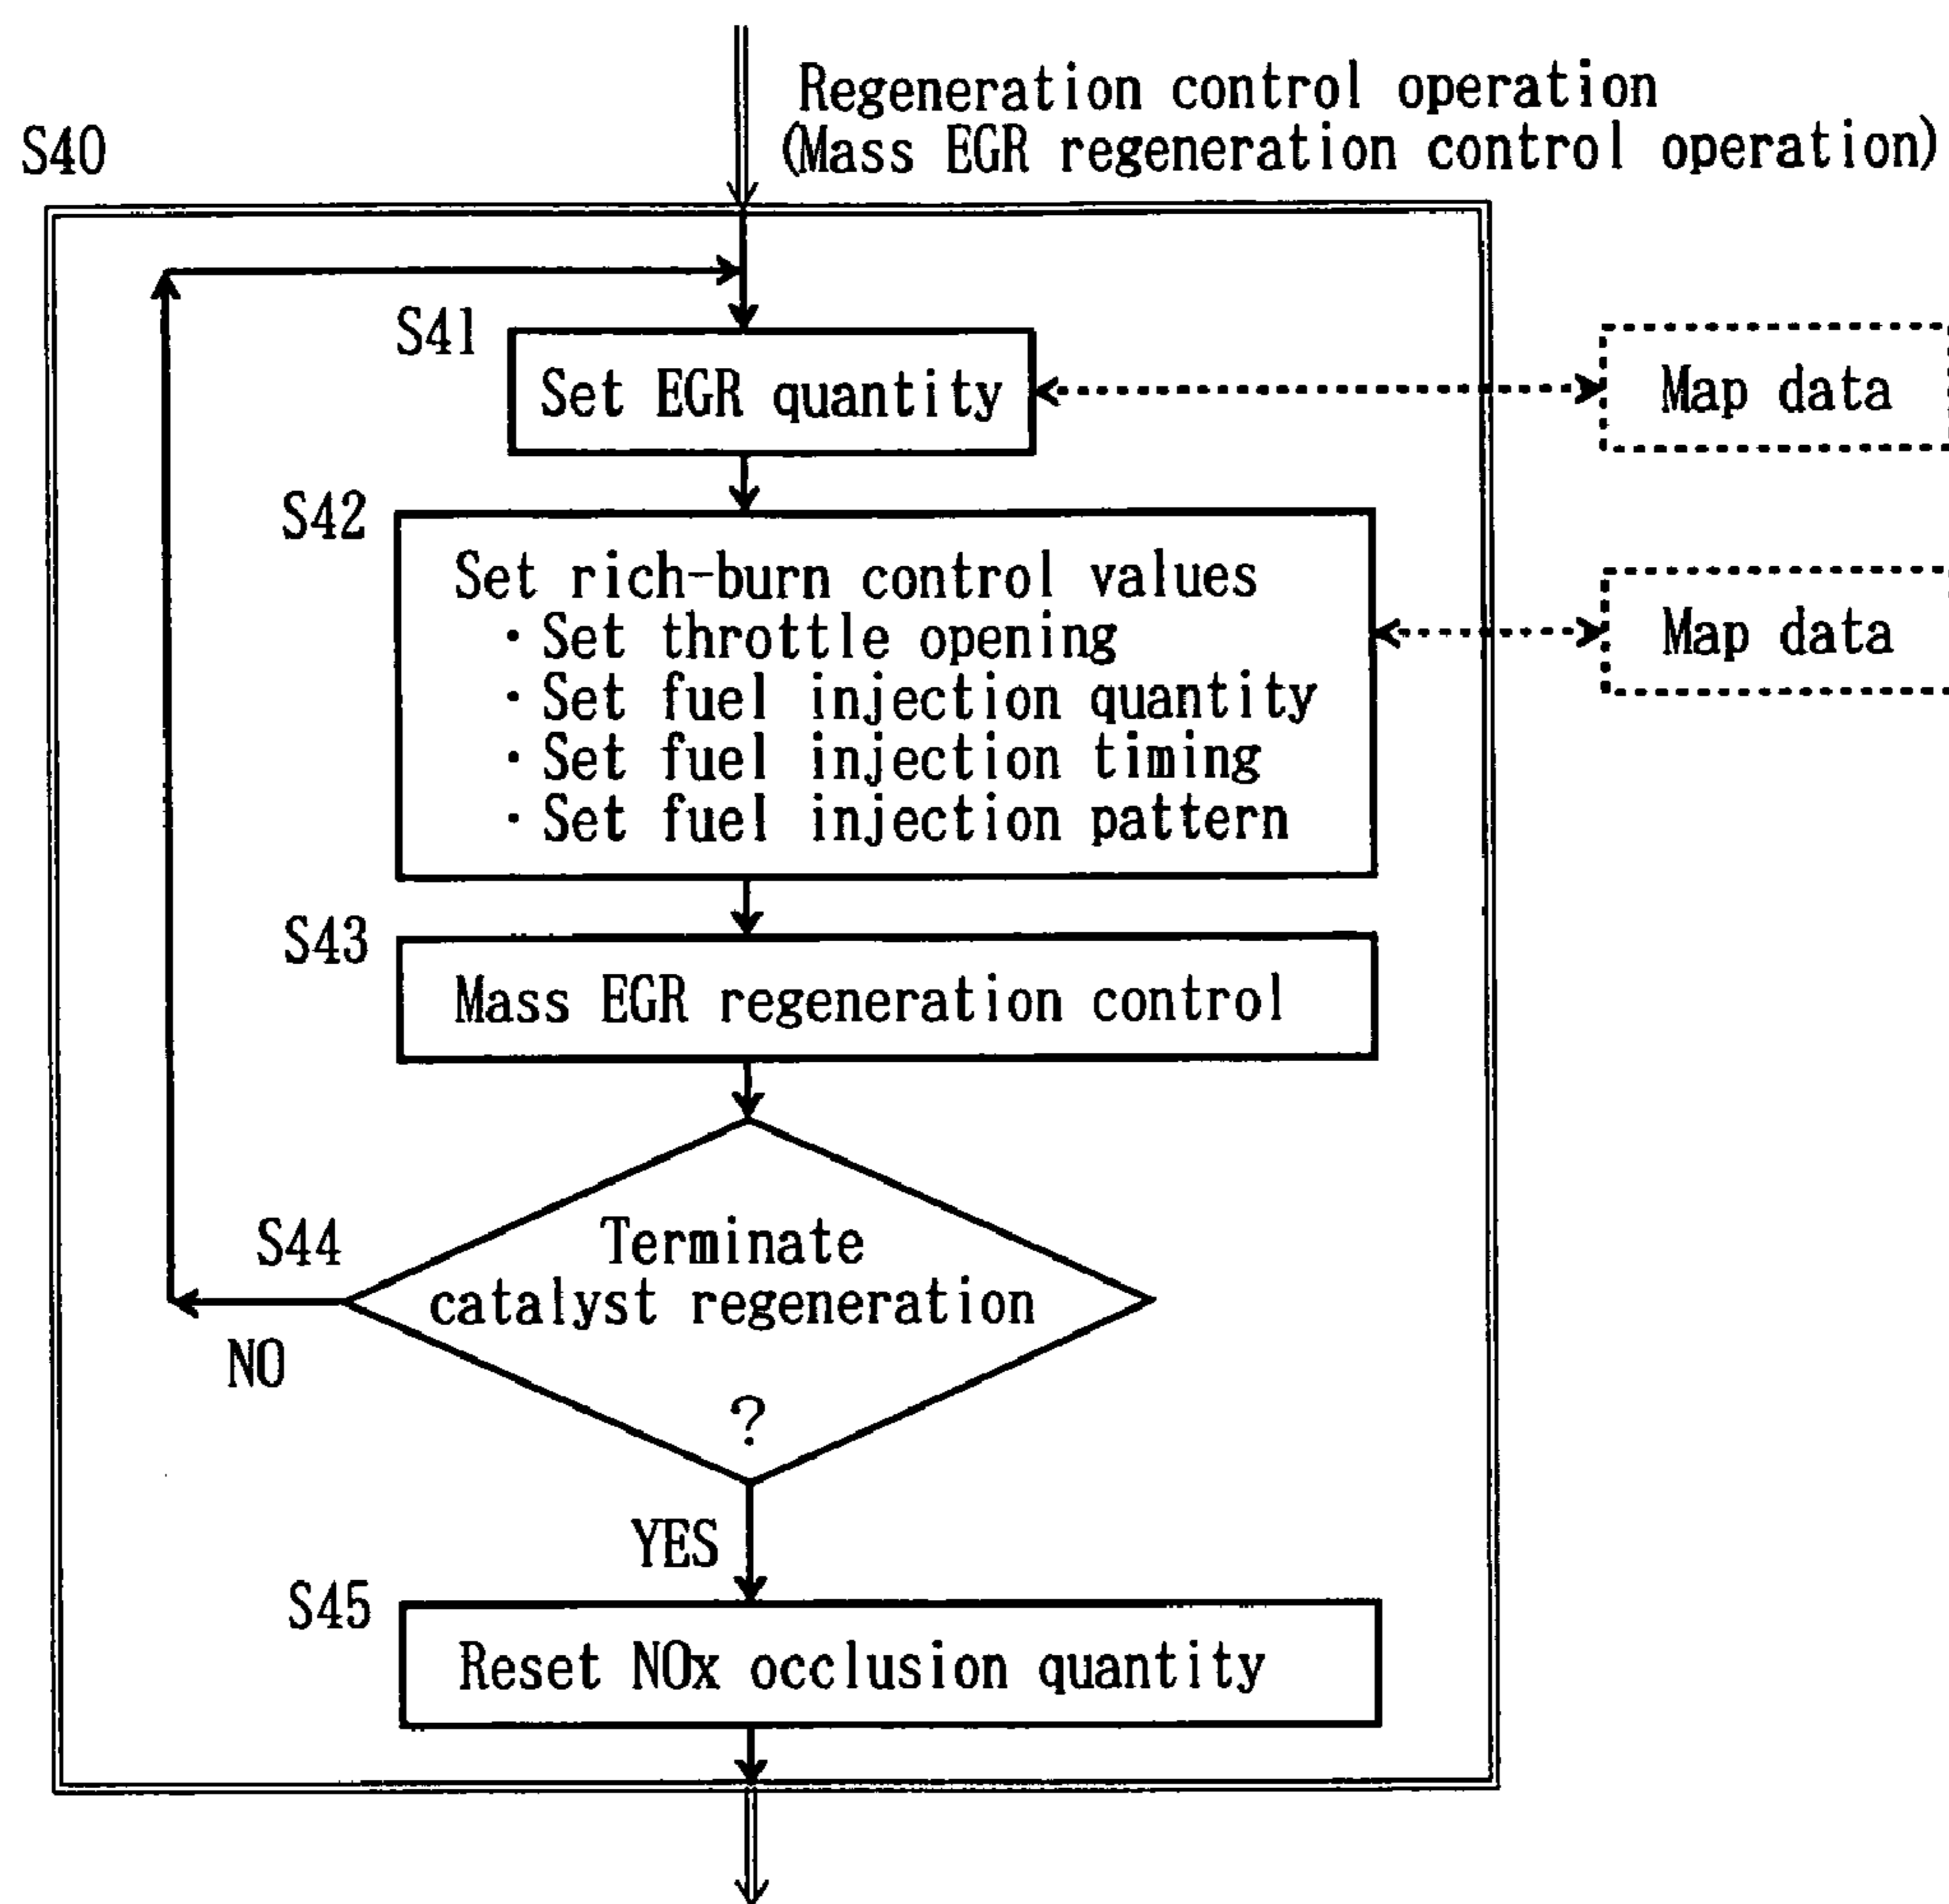 Regeneration control operation
(Mass EGR regeneration control operation)
S40
S41
Set EGR quantity
Map data
S42
Set rich-burn control values
・Set throttle opening
・Set fuel injection quantity
・Set fuel injection timing
・Set fuel injection pattern
Map data
S43
Mass EGR regeneration control
S44
Terminate
catalyst regeneration
?
NO
YES
S45
Reset NOx occlusion quantity